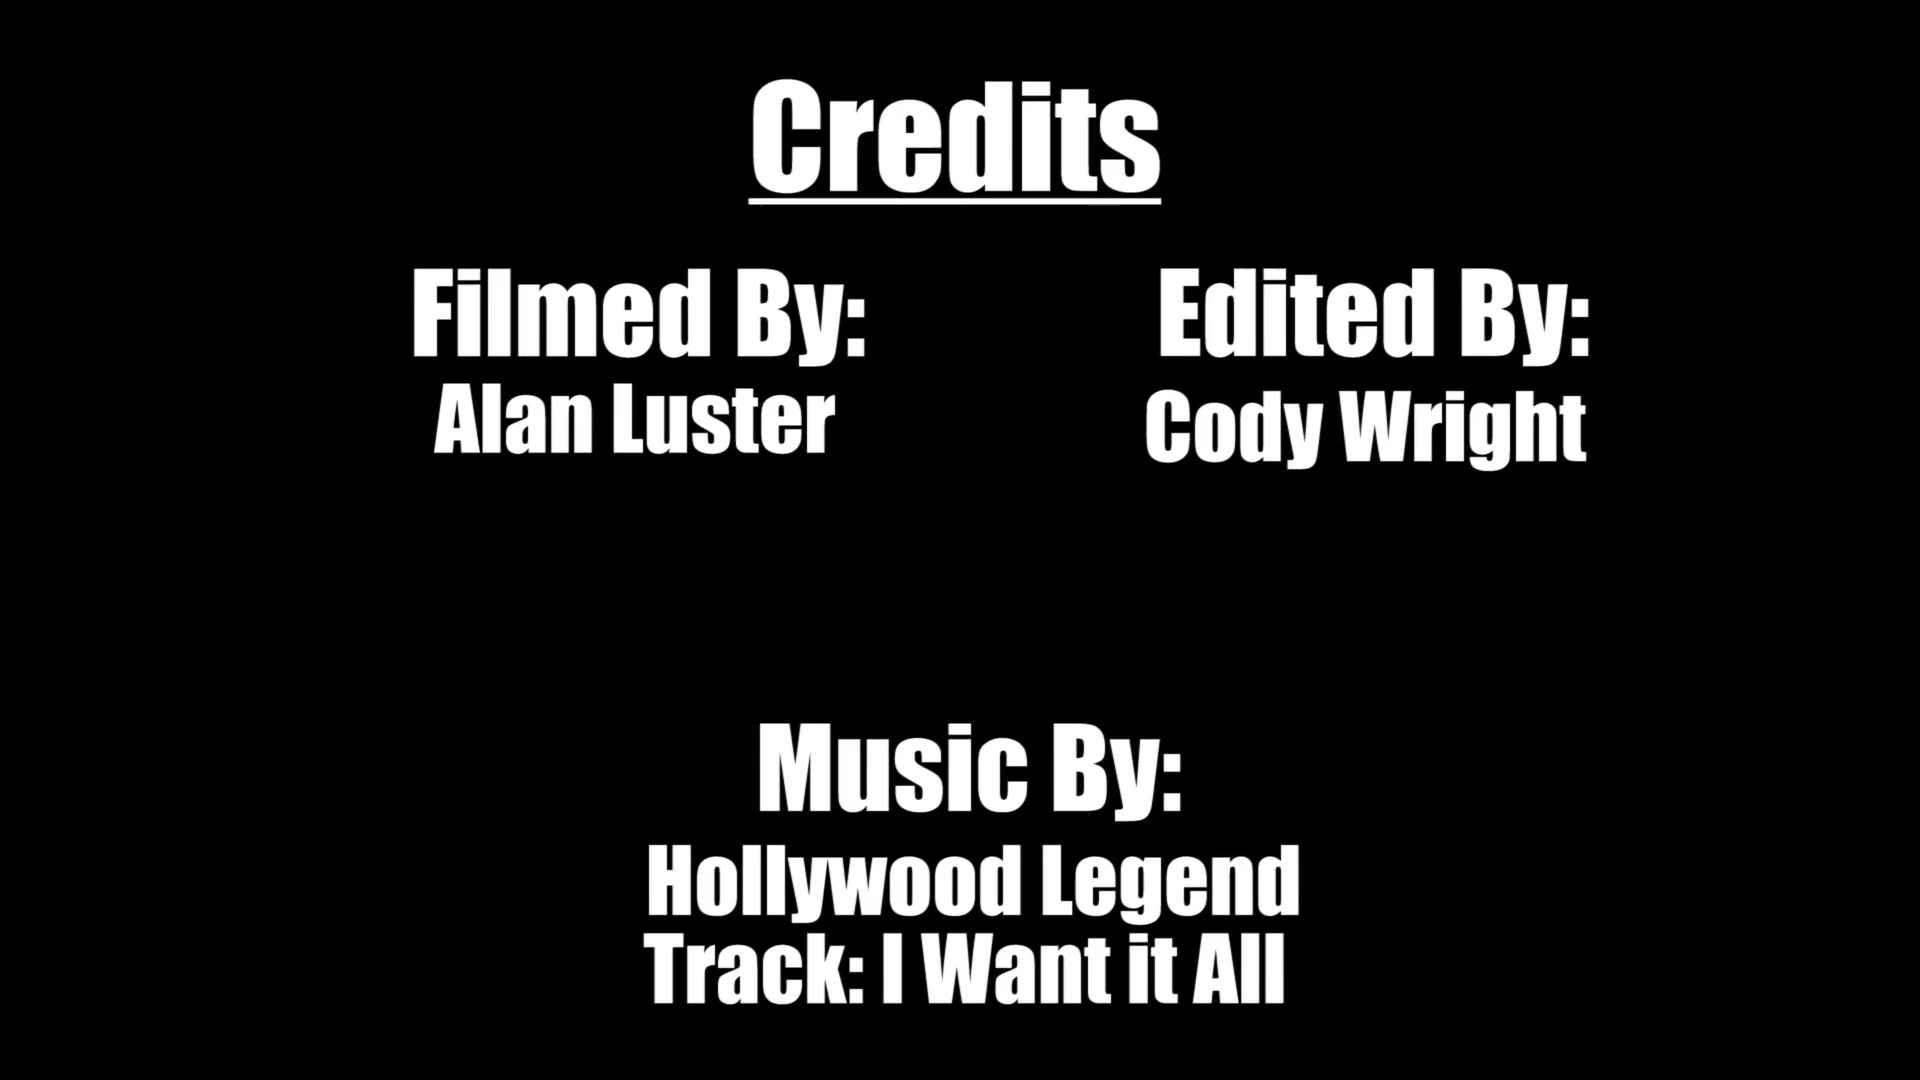 Credits
Filmed By:
Alan Luster
Edited By:
Cody Wright
Music By:
Hollywood Legend
Track: I Want it All